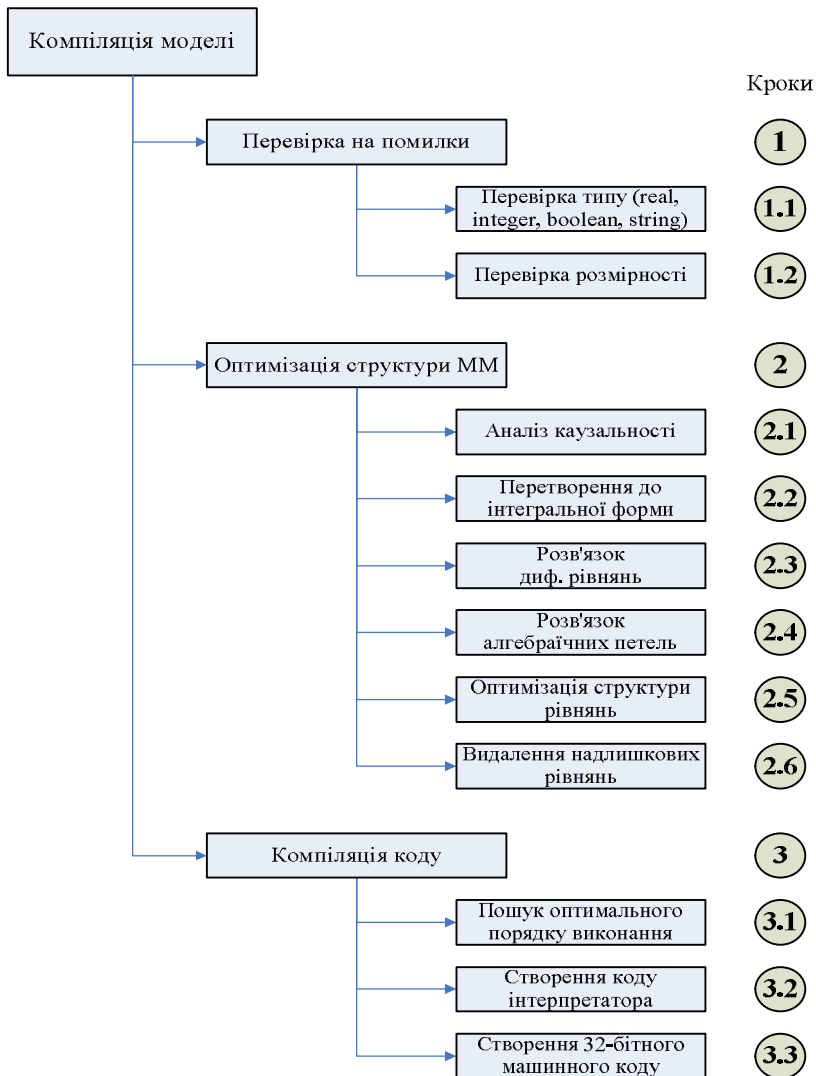 Компіляція моделі
Кроки
Перевірка на помилки
1
Перевірка типу (real,
integer, boolean, string)
1.1
Перевірка розмірності
1.2
Оптимізація структури ММ
2
Аналіз каузальності
2.1
Перетворення до
інтегральної форми
2.2
Розв'язок
диф. рівнянь
2.3
Розв'язок
алгебраїчних петель
2.4
Оптимізація структури
рівнянь
2.5
Видалення надлишкових
рівнянь
2.6
Компіляція коду
3
Пошук оптимального
порядку виконання
3.1
Створення коду
інтерпретатора
3.2
Створення 32-бітного
машинного коду
3.3